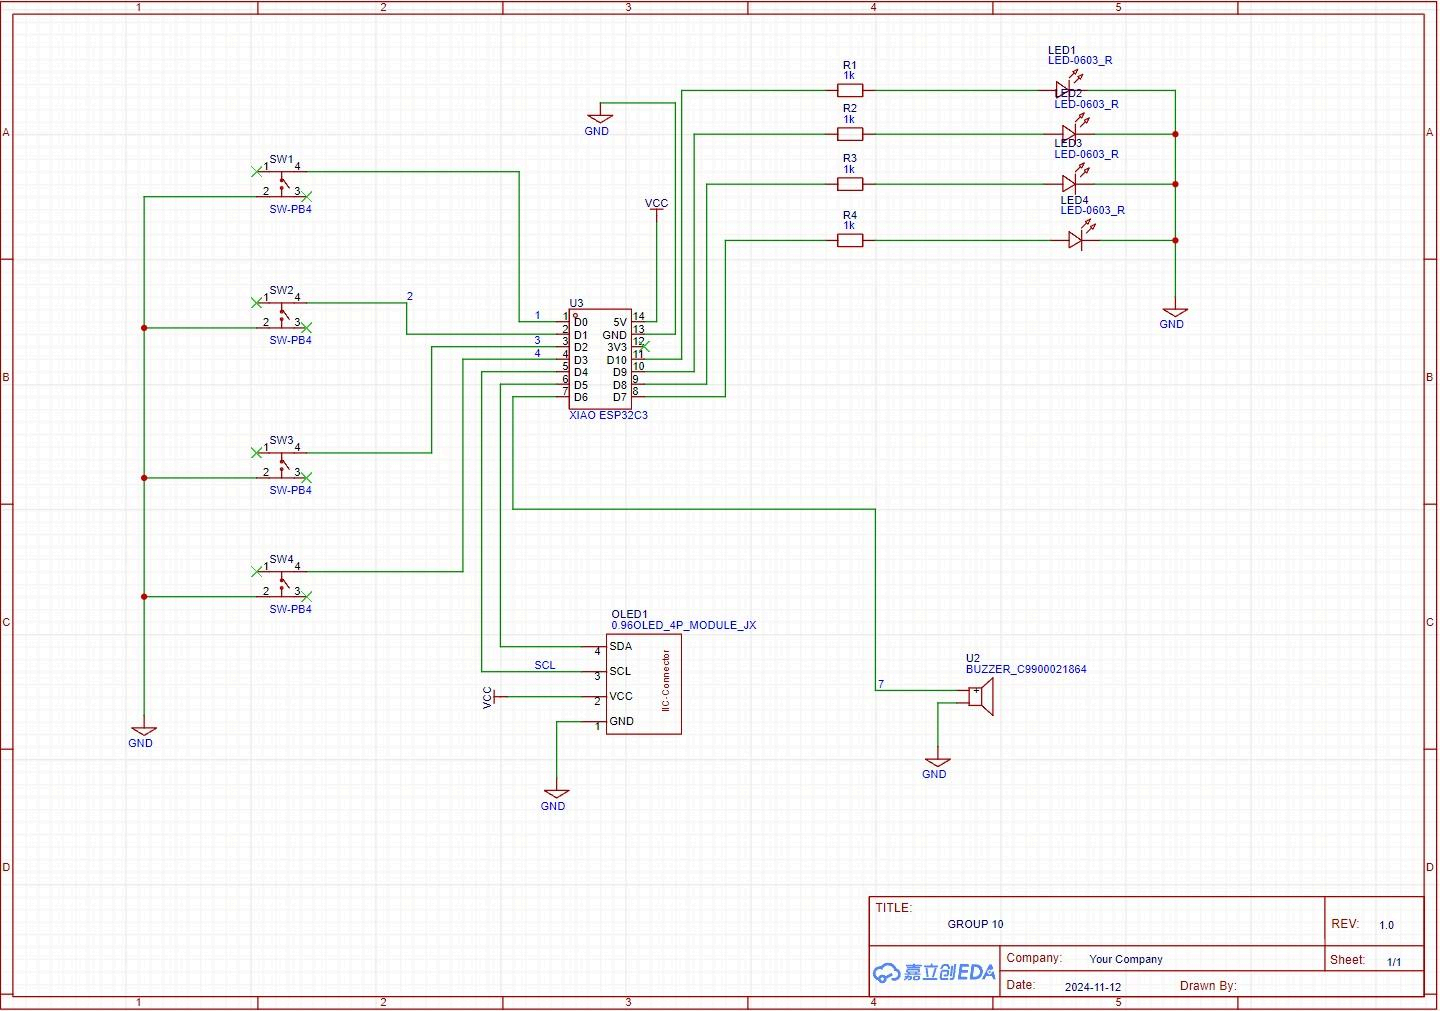 1 2 3 4 5
A
B
C
D
A
B
C
D
1 2 3 4 5
LED1
LED-0603_R
R1
1k
LED2
LED-0603_R
R2
1k
GND
LED3
LED-0603_R
R3
1k
SW1
1 4
2 3
SW-PB4
VCC
LED4
LED-0603_R
R4
1k
SW2
1 4
2 3
SW-PB4
2
GND
U3
1 1 D0 5V 14
2 D1 GND 13
3 3 D2 3V3 12
4 4 D3 D10 11
5 D4 D9 10
6 D5 D8 9
7 D6 D7 8
XIAO ESP32C3
SW3
1 4
2 3
SW-PB4
SW4
1 4
2 3
SW-PB4
OLED1
0.96OLED_4P_MODULE_JX
4 SDA
SCL 3 SCL
VCC 2 VCC
1 GND
IIC-Connector
GND
GND
U2
BUZZER_C9900021864
7
+
GND
TITLE:
GROUP 10
REV: 1.0
嘉立创EDA
Company: Your Company
Sheet: 1/1
Date: 2024-11-12 Drawn By: